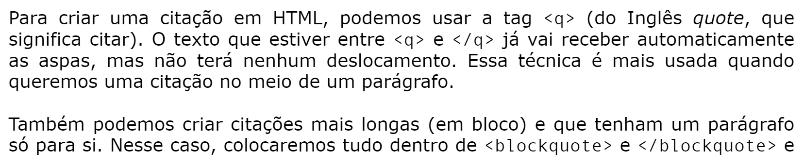 Para criar uma citação em HTML, podemos usar a tag <q> (do Inglês quote, que
significa citar). O texto que estiver entre <q> e </q> já vai receber automaticamente
as aspas, mas não terá nenhum deslocamento. Essa técnica é mais usada quando
queremos uma citação no meio de um parágrafo.
Também podemos criar citações mais longas (em bloco) e que tenham um parágrafo
só para si. Nesse caso, colocaremos tudo dentro de <blockquote> e </blockquote> e